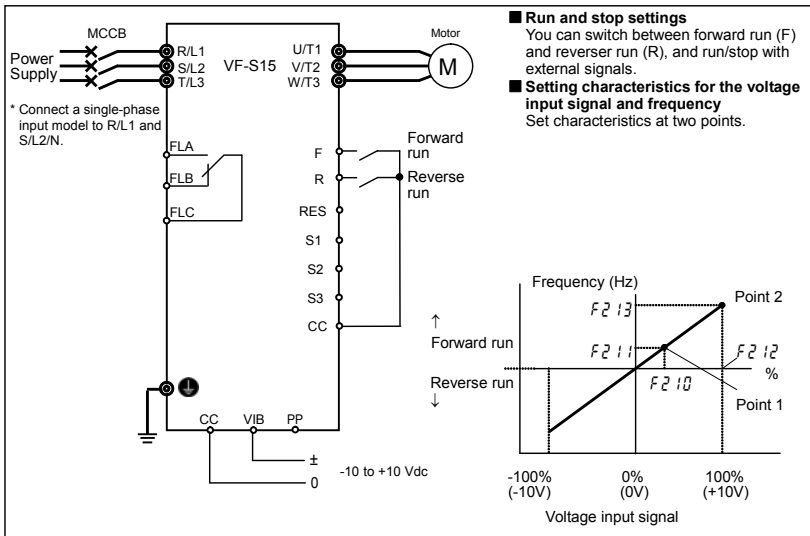 MCCB
Power
Supply
R/L1
S/L2
T/L3
VF-S15
U/T1
V/T2
W/T3
Motor
M
* Connect a single-phase
input model to R/L1 and
S/L2/N.
FLA
FLB
FLC
F
R
RES
S1
S2
S3
CC
Forward
run
Reverse
run
CC
VIB
PP
±
0
-10 to +10 Vdc
■ Run and stop settings
You can switch between forward run (F)
and reverser run (R), and run/stop with
external signals.
■ Setting characteristics for the voltage
input signal and frequency
Set characteristics at two points.
Frequency (Hz)
F213
Point 2
↑
Forward run
F211
F212
%
Reverse run
↓
F210
Point 1
-100%
(-10V)
0%
(0V)
100%
(+10V)
Voltage input signal